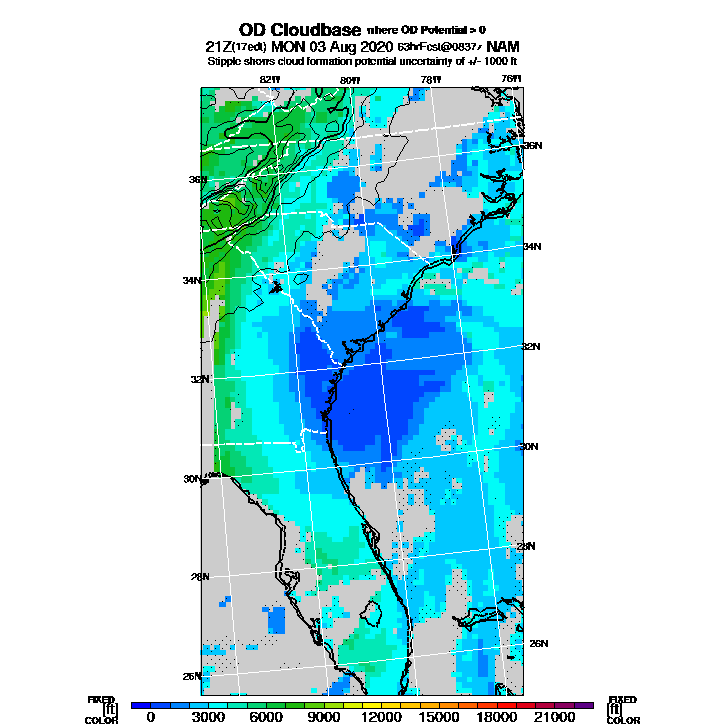 OD Cloudbase where OD Potential > 0
21Z(17edt) MON 03 Aug 2020 63hrFcst@0837z NAM
Stipple shows cloud formation potential uncertainty of +/- 1000 ft
82W 80W 78W 76W
36N
36N
34N
34N
32N
32N
30N
30N
28N
28N
26N
26N
FIXED FIXED
[ft] [ft]
COLOR 0 3000 6000 9000 12000 15000 18000 21000 COLOR